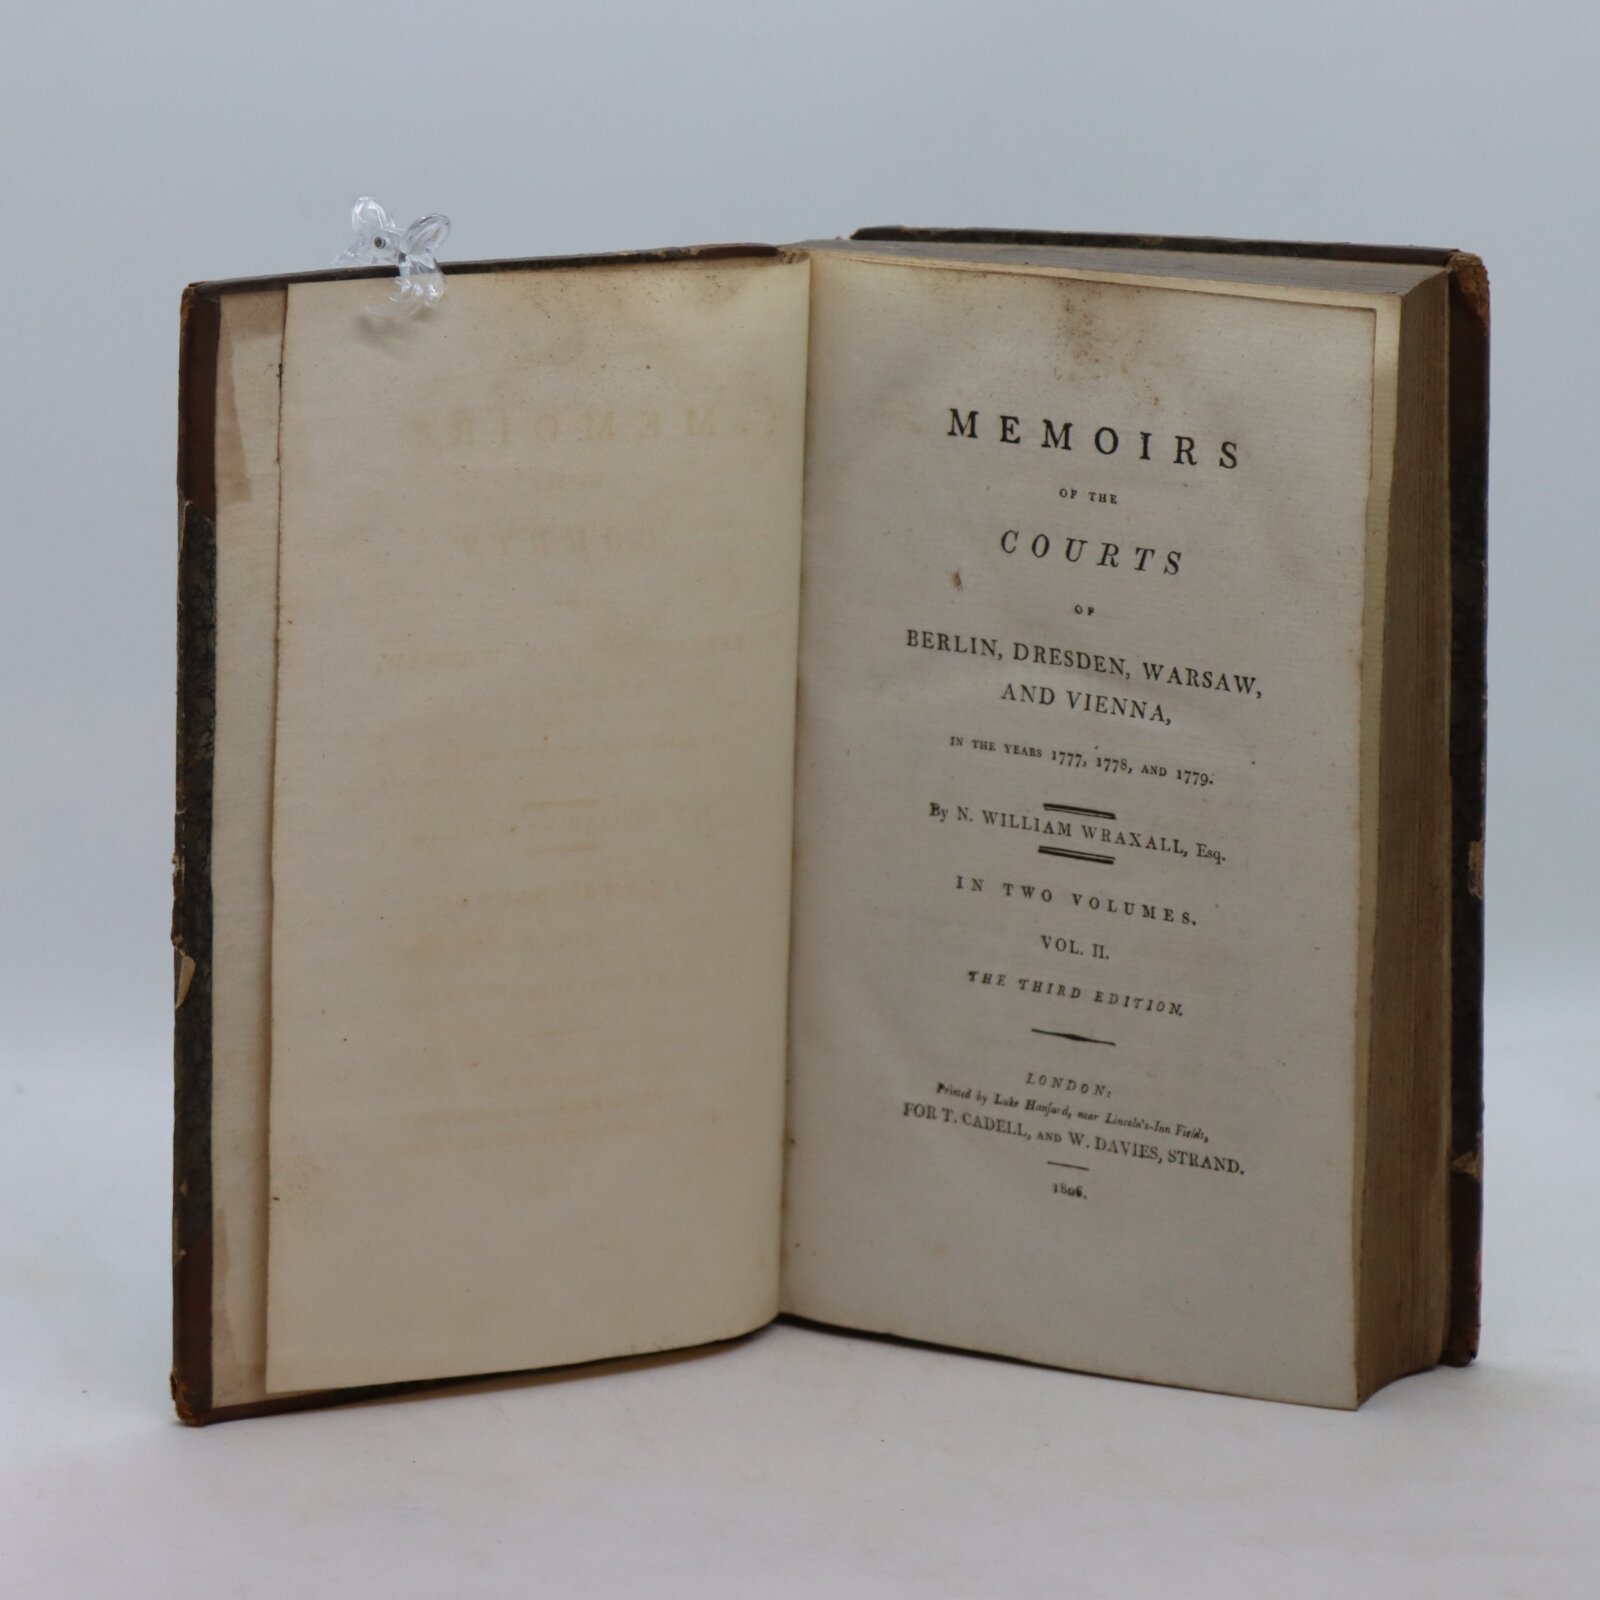 MEMOIRS
OF THE
COURTS
OF
BERLIN, DRESDEN, WARSAW,
AND VIENNA,
IN THE YEARS 1777, 1778, AND 1779.
By N. WILLIAM WRAXALL, Esq.
IN TWO VOLUMES.
VOL. II.
THE THIRD EDITION.
LONDON:
Printed by Luke Hansard, near Lincoln's-Inn Fields,
FOR T. CADELL, AND W. DAVIES, STRAND.
1806.